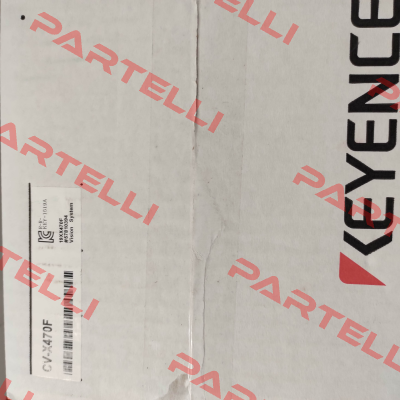 KEYENCE
Vision System
CV-X470F
PARTELLI
PARTELLI
PARTELLI
PARTELLI
PARTELLI
PARTELLI